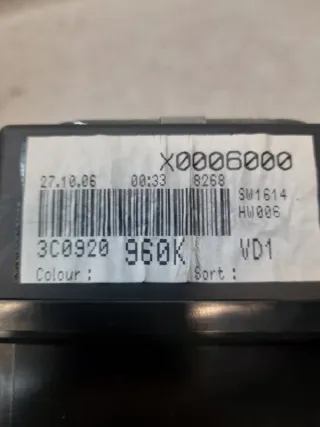 X0006000
27.10.06 00:33 8268
SW1614
HW006
3C0920 960K VD1
Colour : Sort :